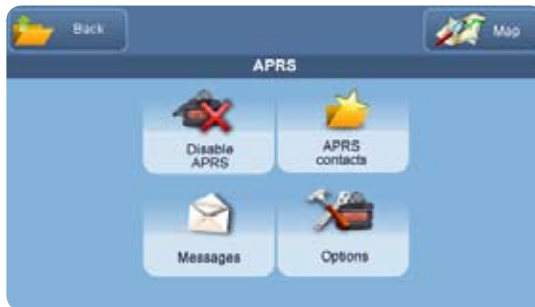 Back
Map
APRS
Disable
APRS
APRS
contacts
Messages
Options